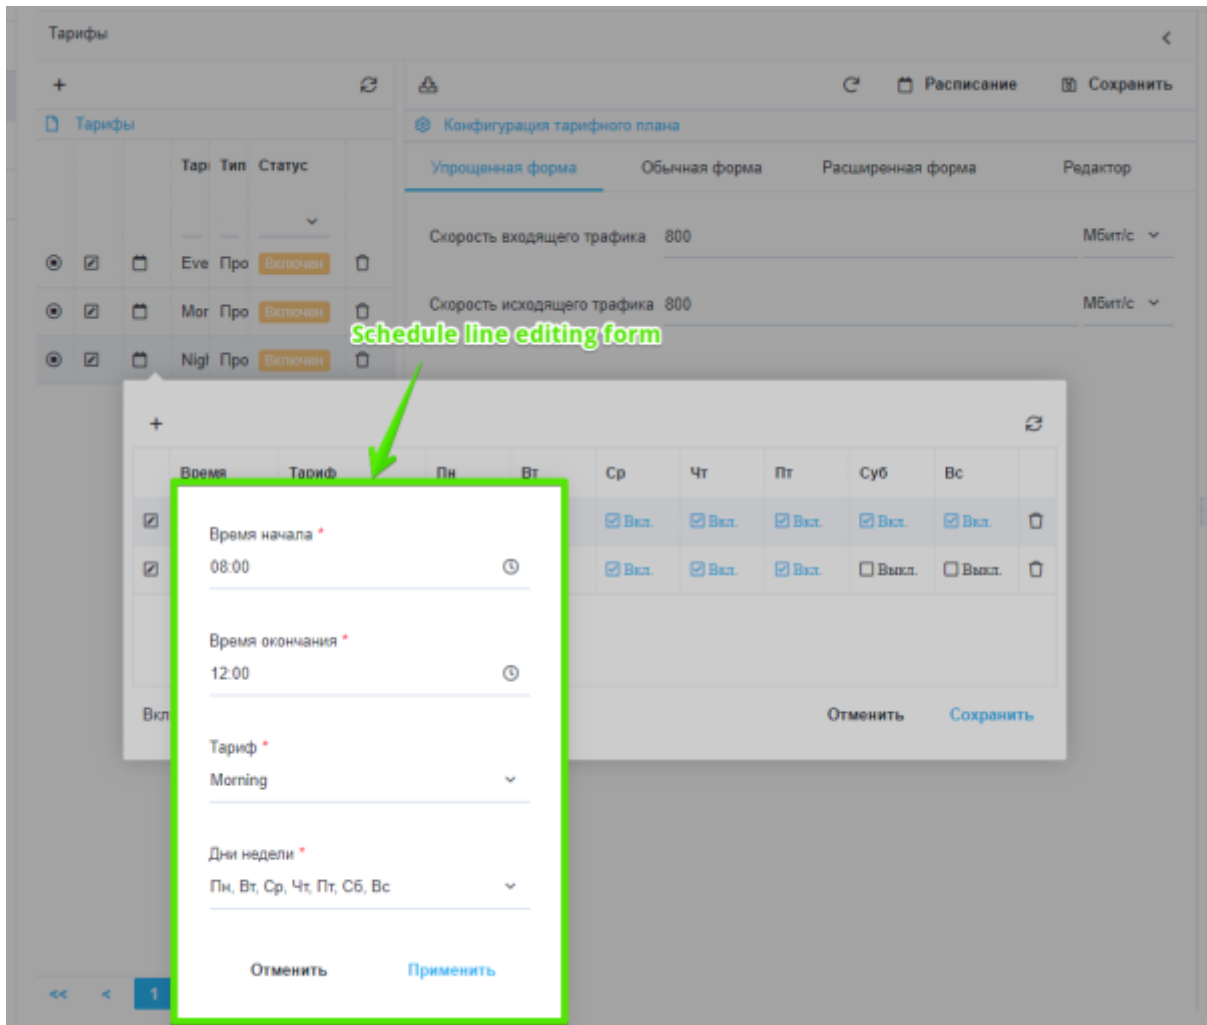 Тарифы
Расписание Сохранить
Тарифы
Конфигурация тарифного плана
Тари Тип Статус
Упрощенная форма Обычная форма Расширенная форма Редактор
Скорость входящего трафика 800 Мбит/с
Eve Про Включен
Скорость исходящего трафика 800 Мбит/с
Mor Про Включен
Schedule line editing form
Nigh Про Включен
Время Тариф Пн Вт Ср Чт Пт Суб Вс
Вкл. Вкл. Вкл. Вкл. Вкл.
Вкл. Вкл. Вкл. Выкл. Выкл.
Время начала *
08:00
Время окончания *
12:00
Вкл
Отменить Сохранить
Тариф *
Morning
Дни недели *
Пн, Вт, Ср, Чт, Пт, Сб, Вс
Отменить Применить
<< < 1